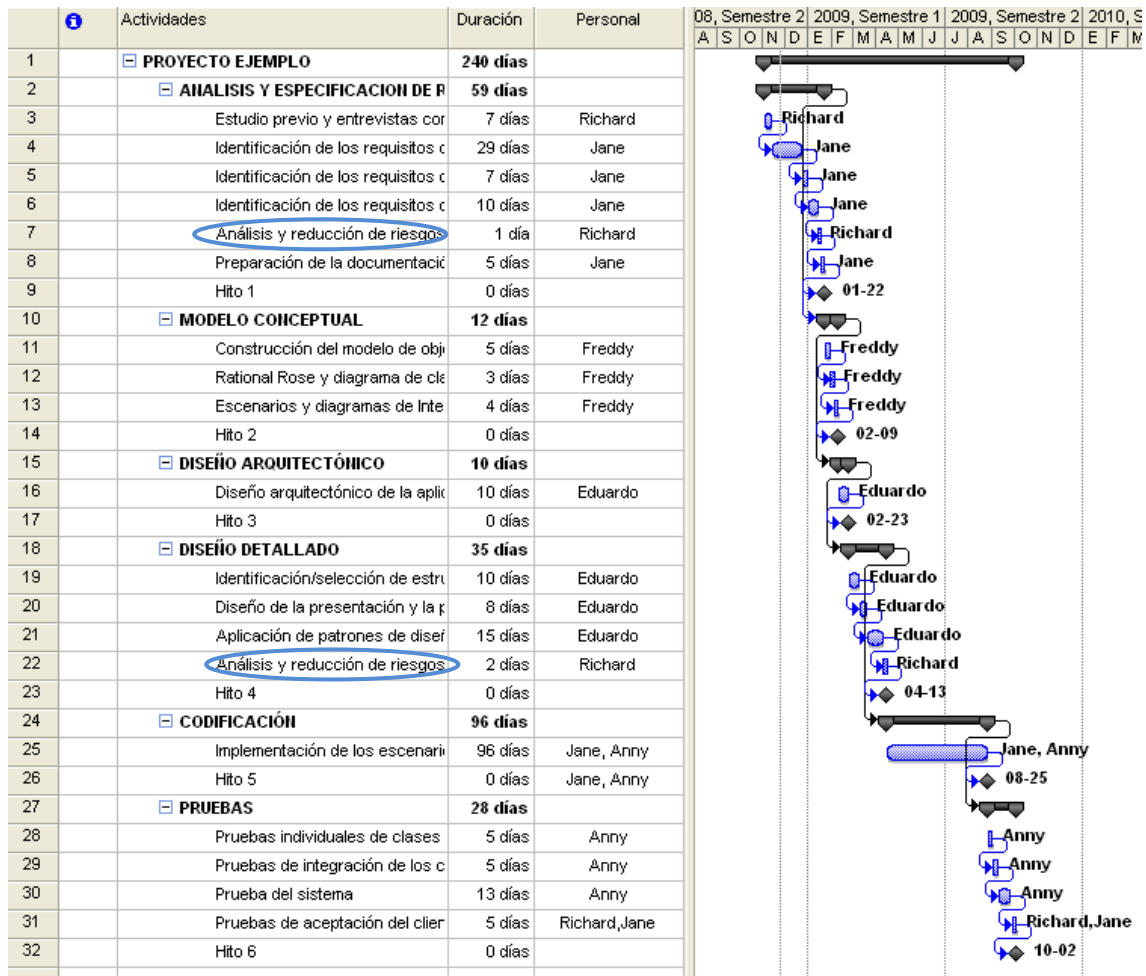 Actividades Duración Personal 08, Semestre 2 2009, Semestre 1 2009, Semestre 2 2010, S
A S O N D E F M A M J J A S O N D E F M
1 PROYECTO EJEMPLO 240 días
2 ANALISIS Y ESPECIFICACION DE R 59 días
3 Estudio previo y entrevistas cor 7 días Richard Richard
4 Identificación de los requisitos c 29 días Jane Jane
5 Identificación de los requisitos c 7 días Jane Jane
6 Identificación de los requisitos c 10 días Jane Jane
7 Análisis y reducción de riesgos 1 día Richard Richard
8 Preparación de la documentació 5 días Jane Jane
9 Hito 1 0 días 01-22
10 MODELO CONCEPTUAL 12 días
11 Construcción del modelo de obj 5 días Freddy Freddy
12 Rational Rose y diagrama de cla 3 días Freddy Freddy
13 Escenarios y diagramas de Inte 4 días Freddy Freddy
14 Hito 2 0 días 02-09
15 DISEÑO ARQUITECTÓNICO 10 días
16 Diseño arquitectónico de la aplic 10 días Eduardo Eduardo
17 Hito 3 0 días 02-23
18 DISEÑO DETALLADO 35 días
19 Identificación/selección de estru 10 días Eduardo Eduardo
20 Diseño de la presentación y la p 8 días Eduardo Eduardo
21 Aplicación de patrones de diseñ 15 días Eduardo Eduardo
22 Análisis y reducción de riesgos 2 días Richard Richard
23 Hito 4 0 días 04-13
24 CODIFICACIÓN 96 días
25 Implementación de los escenari 96 días Jane, Anny Jane, Anny
26 Hito 5 0 días Jane, Anny 08-25
27 PRUEBAS 28 días
28 Pruebas individuales de clases 5 días Anny Anny
29 Pruebas de integración de los c 5 días Anny Anny
30 Prueba del sistema 13 días Anny Anny
31 Pruebas de aceptación del clier 5 días Richard,Jane Richard,Jane
32 Hito 6 0 días 10-02